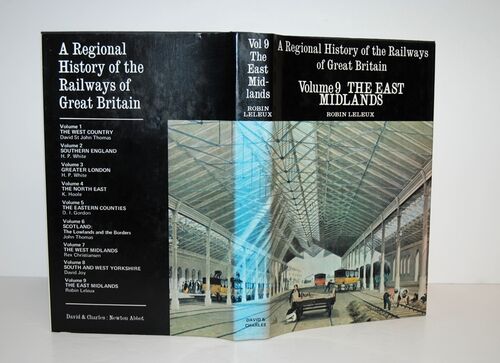 A Regional
History of the
Railways of
Great Britain
Volume 1
THE WEST COUNTRY
David St John Thomas
Volume 2
SOUTHERN ENGLAND
H. P. White
Volume 3
GREATER LONDON
H. P. White
Volume 4
THE NORTH EAST
K. Hoole
Volume 5
THE EASTERN COUNTIES
D. I. Gordon
Volume 6
SCOTLAND:
The Lowlands and the Borders
John Thomas
Volume 7
THE WEST MIDLANDS
Rex Christiansen
Volume 8
SOUTH AND WEST YORKSHIRE
David Joy
Volume 9
THE EAST MIDLANDS
Robin Leleux
David & Charles : Newton Abbot
Vol 9
The
East
Mid-
lands
ROBIN
LELEUX
DAVID &
CHARLES
A Regional History of the Railways
of Great Britain
Volume 9 THE EAST
MIDLANDS
ROBIN LELEUX